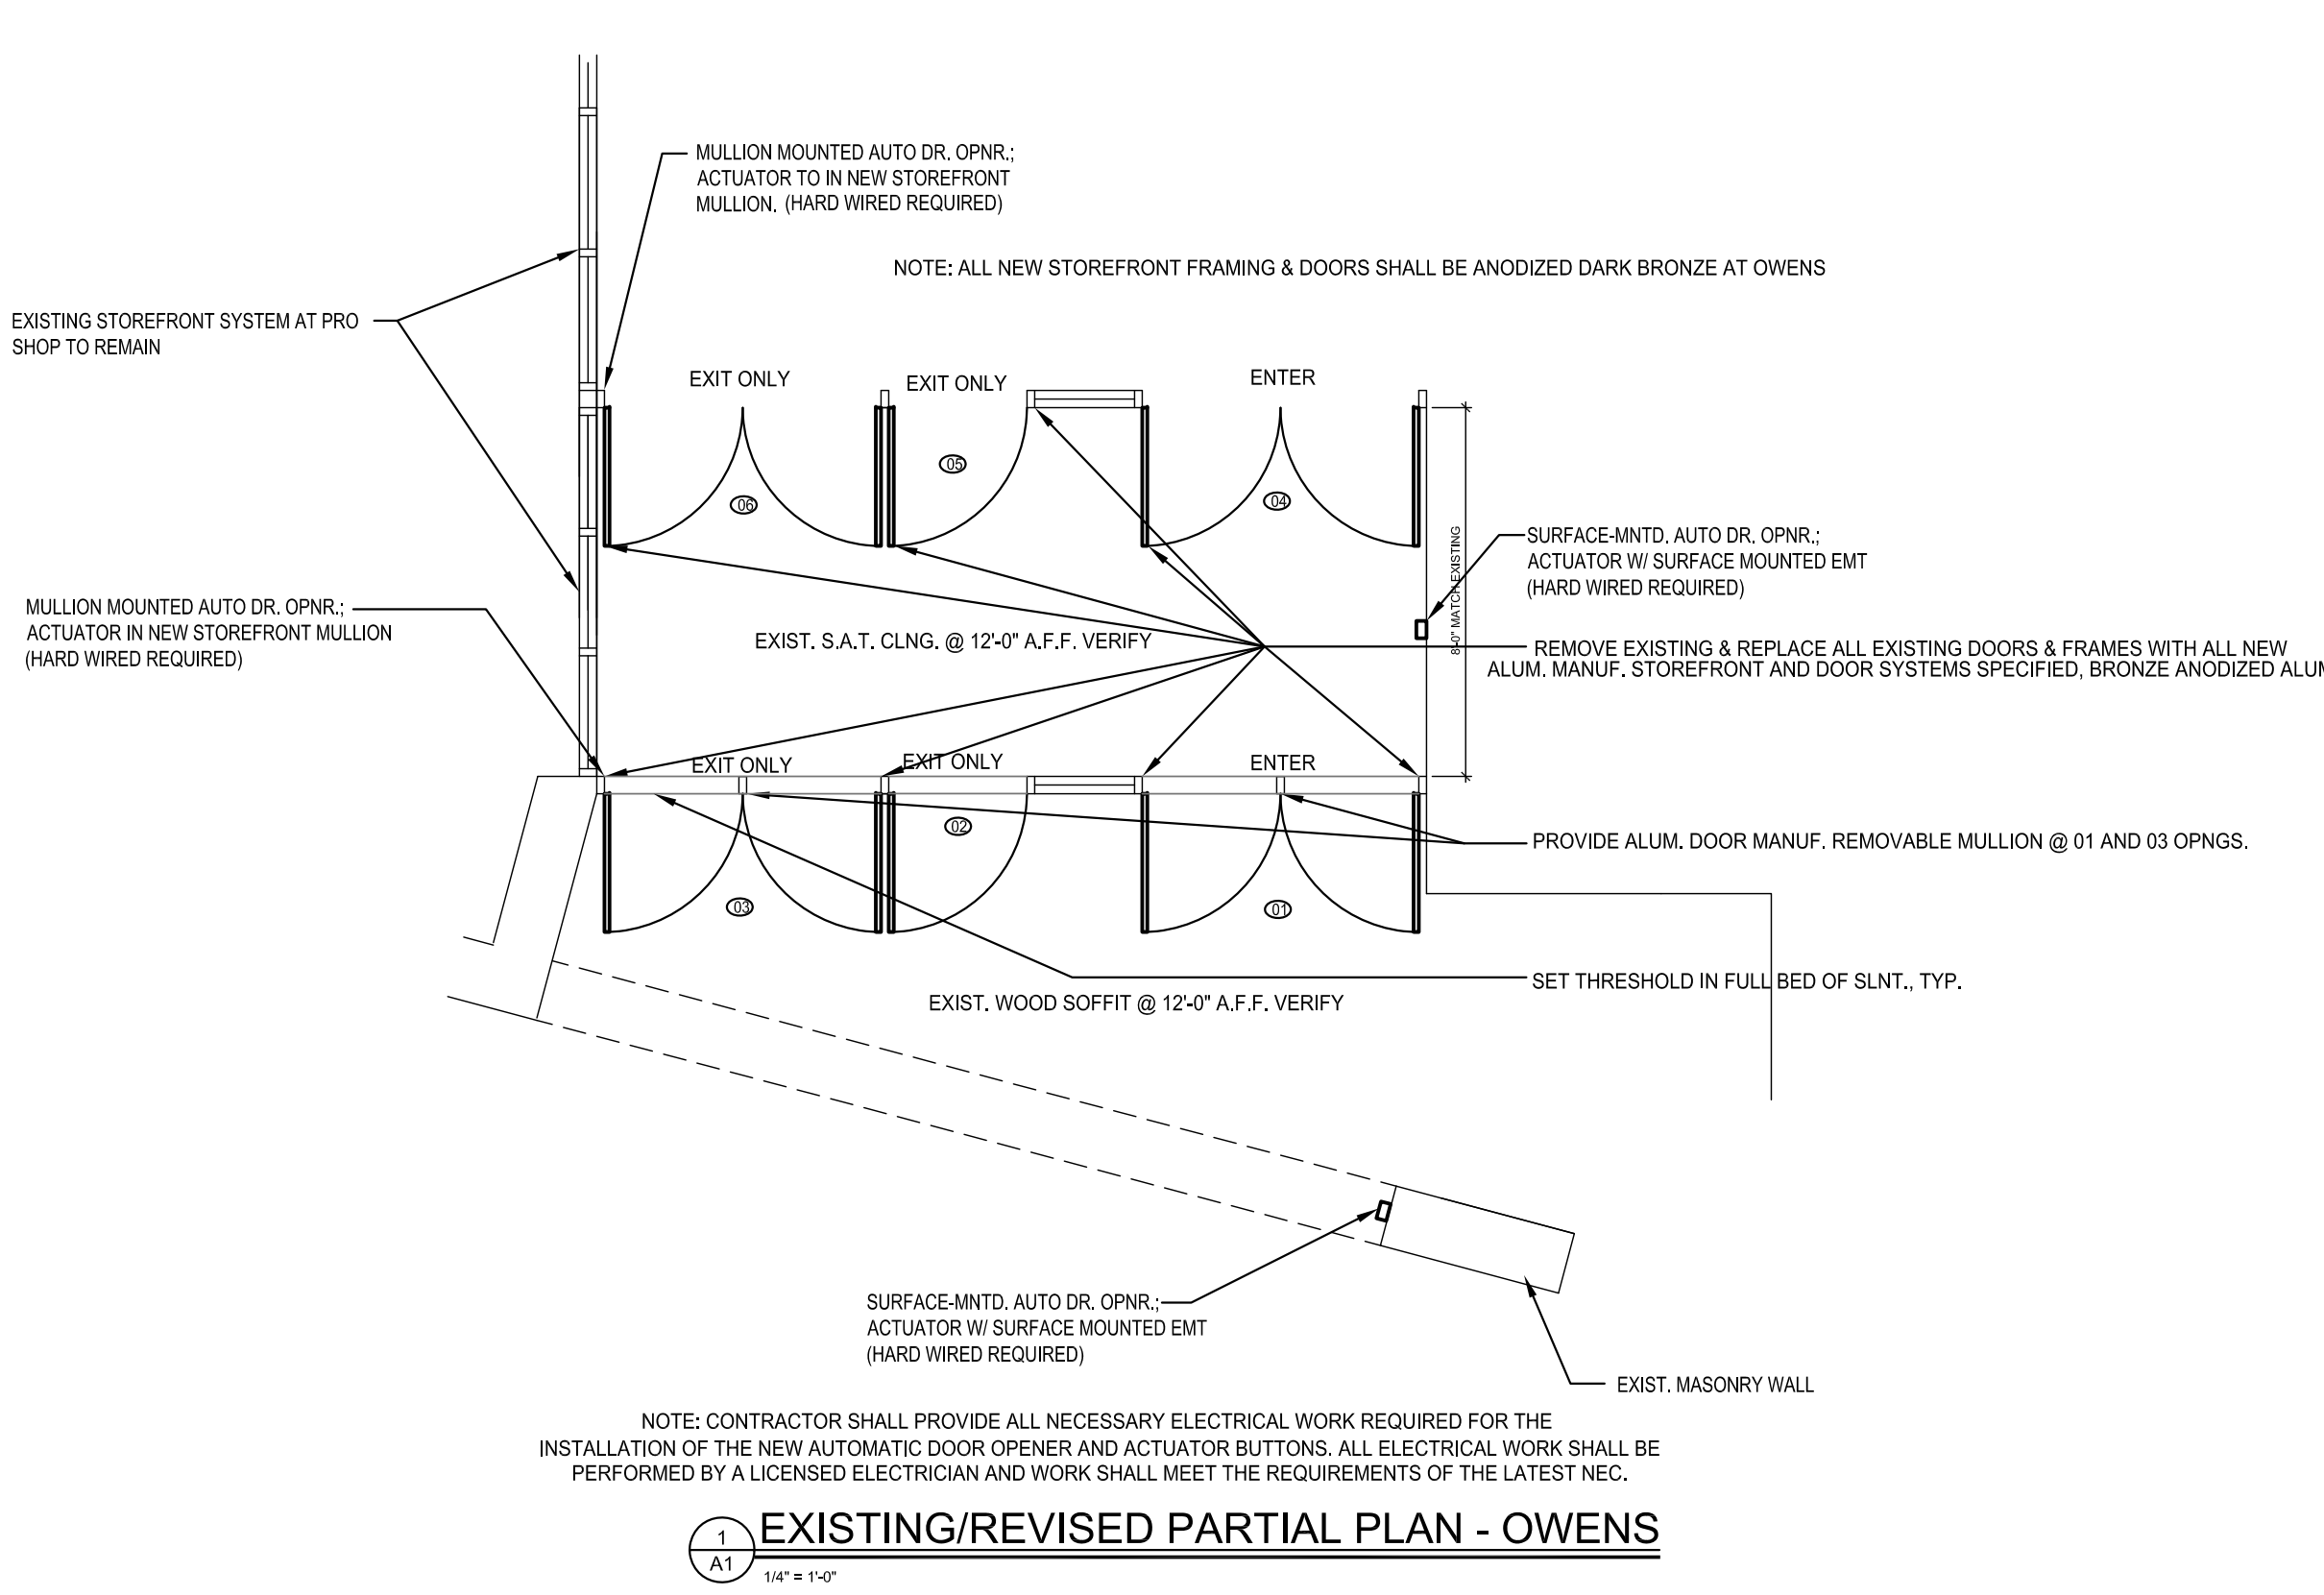 MULLION MOUNTED AUTO DR. OPNR.;
ACTUATOR TO IN NEW STOREFRONT
MULLION. (HARD WIRED REQUIRED)
NOTE: ALL NEW STOREFRONT FRAMING & DOORS SHALL BE ANODIZED DARK BRONZE AT OWENS
EXISTING STOREFRONT SYSTEM AT PRO
SHOP TO REMAIN
EXIT ONLY
EXIT ONLY
ENTER
05
06
04
8'-0" MATCH EXISTING
SURFACE-MNTD. AUTO DR. OPNR.;
ACTUATOR W/ SURFACE MOUNTED EMT
(HARD WIRED REQUIRED)
MULLION MOUNTED AUTO DR. OPNR.;
ACTUATOR IN NEW STOREFRONT MULLION
(HARD WIRED REQUIRED)
EXIST. S.A.T. CLNG. @ 12'-0" A.F.F. VERIFY
REMOVE EXISTING & REPLACE ALL EXISTING DOORS & FRAMES WITH ALL NEW
ALUM. MANUF. STOREFRONT AND DOOR SYSTEMS SPECIFIED, BRONZE ANODIZED ALUM
EXIT ONLY
EXIT ONLY
ENTER
02
03
01
PROVIDE ALUM. DOOR MANUF. REMOVABLE MULLION @ 01 AND 03 OPNGS.
SET THRESHOLD IN FULL BED OF SLNT., TYP.
EXIST. WOOD SOFFIT @ 12'-0" A.F.F. VERIFY
SURFACE-MNTD. AUTO DR. OPNR.;
ACTUATOR W/ SURFACE MOUNTED EMT
(HARD WIRED REQUIRED)
EXIST. MASONRY WALL
NOTE: CONTRACTOR SHALL PROVIDE ALL NECESSARY ELECTRICAL WORK REQUIRED FOR THE
INSTALLATION OF THE NEW AUTOMATIC DOOR OPENER AND ACTUATOR BUTTONS. ALL ELECTRICAL WORK SHALL BE
PERFORMED BY A LICENSED ELECTRICIAN AND WORK SHALL MEET THE REQUIREMENTS OF THE LATEST NEC.
1
A1
EXISTING/REVISED PARTIAL PLAN - OWENS
1/4" = 1'-0"